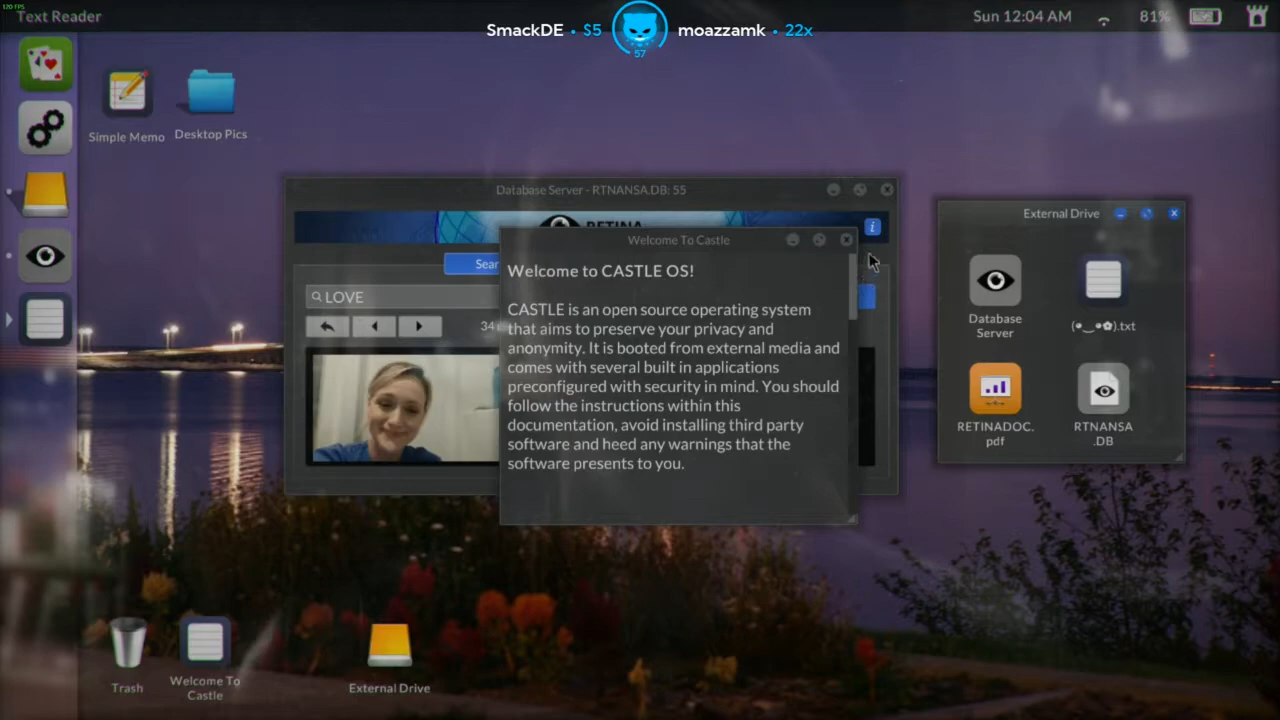 120 FPS
Text Reader
SmackDE • $5
57
moazzamk • 22x
Sun 12:04 AM
81%
Simple Memo
Desktop Pics
Database Server - RTNANSA.DB: 55
RETINA
i
Sear
LOVE
34
Welcome To Castle
Welcome to CASTLE OS!
CASTLE is an open source operating system
that aims to preserve your privacy and
anonymity. It is booted from external media and
comes with several built in applications
preconfigured with security in mind. You should
follow the instructions within this
documentation, avoid installing third party
software and heed any warnings that the
software presents to you.
External Drive
Database
Server
(●‿●✿).txt
RETINADOC.
pdf
RTNANSA
.DB
Trash
Welcome To
Castle
External Drive